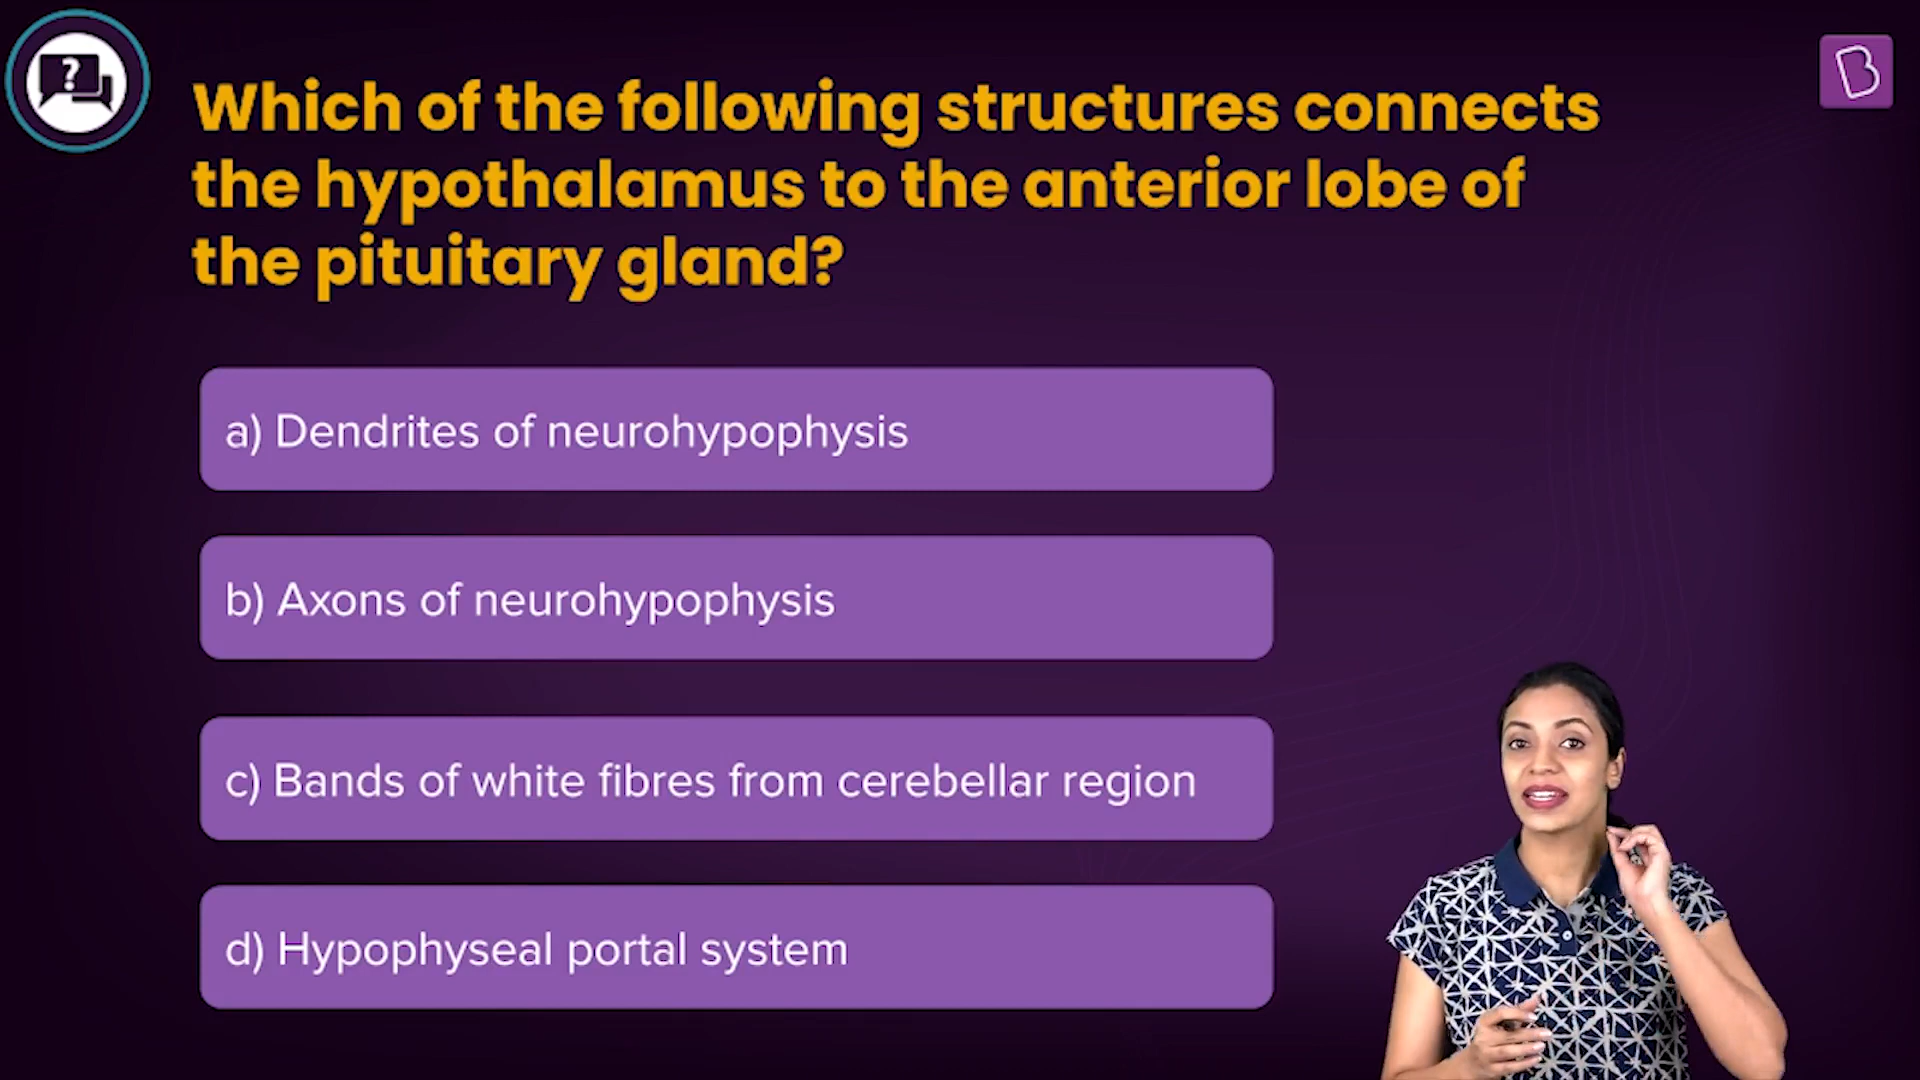 ?
B
Which of the following structures connects
the hypothalamus to the anterior lobe of
the pituitary gland?
a) Dendrites of neurohypophysis
b) Axons of neurohypophysis
c) Bands of white fibres from cerebellar region
d) Hypophyseal portal system